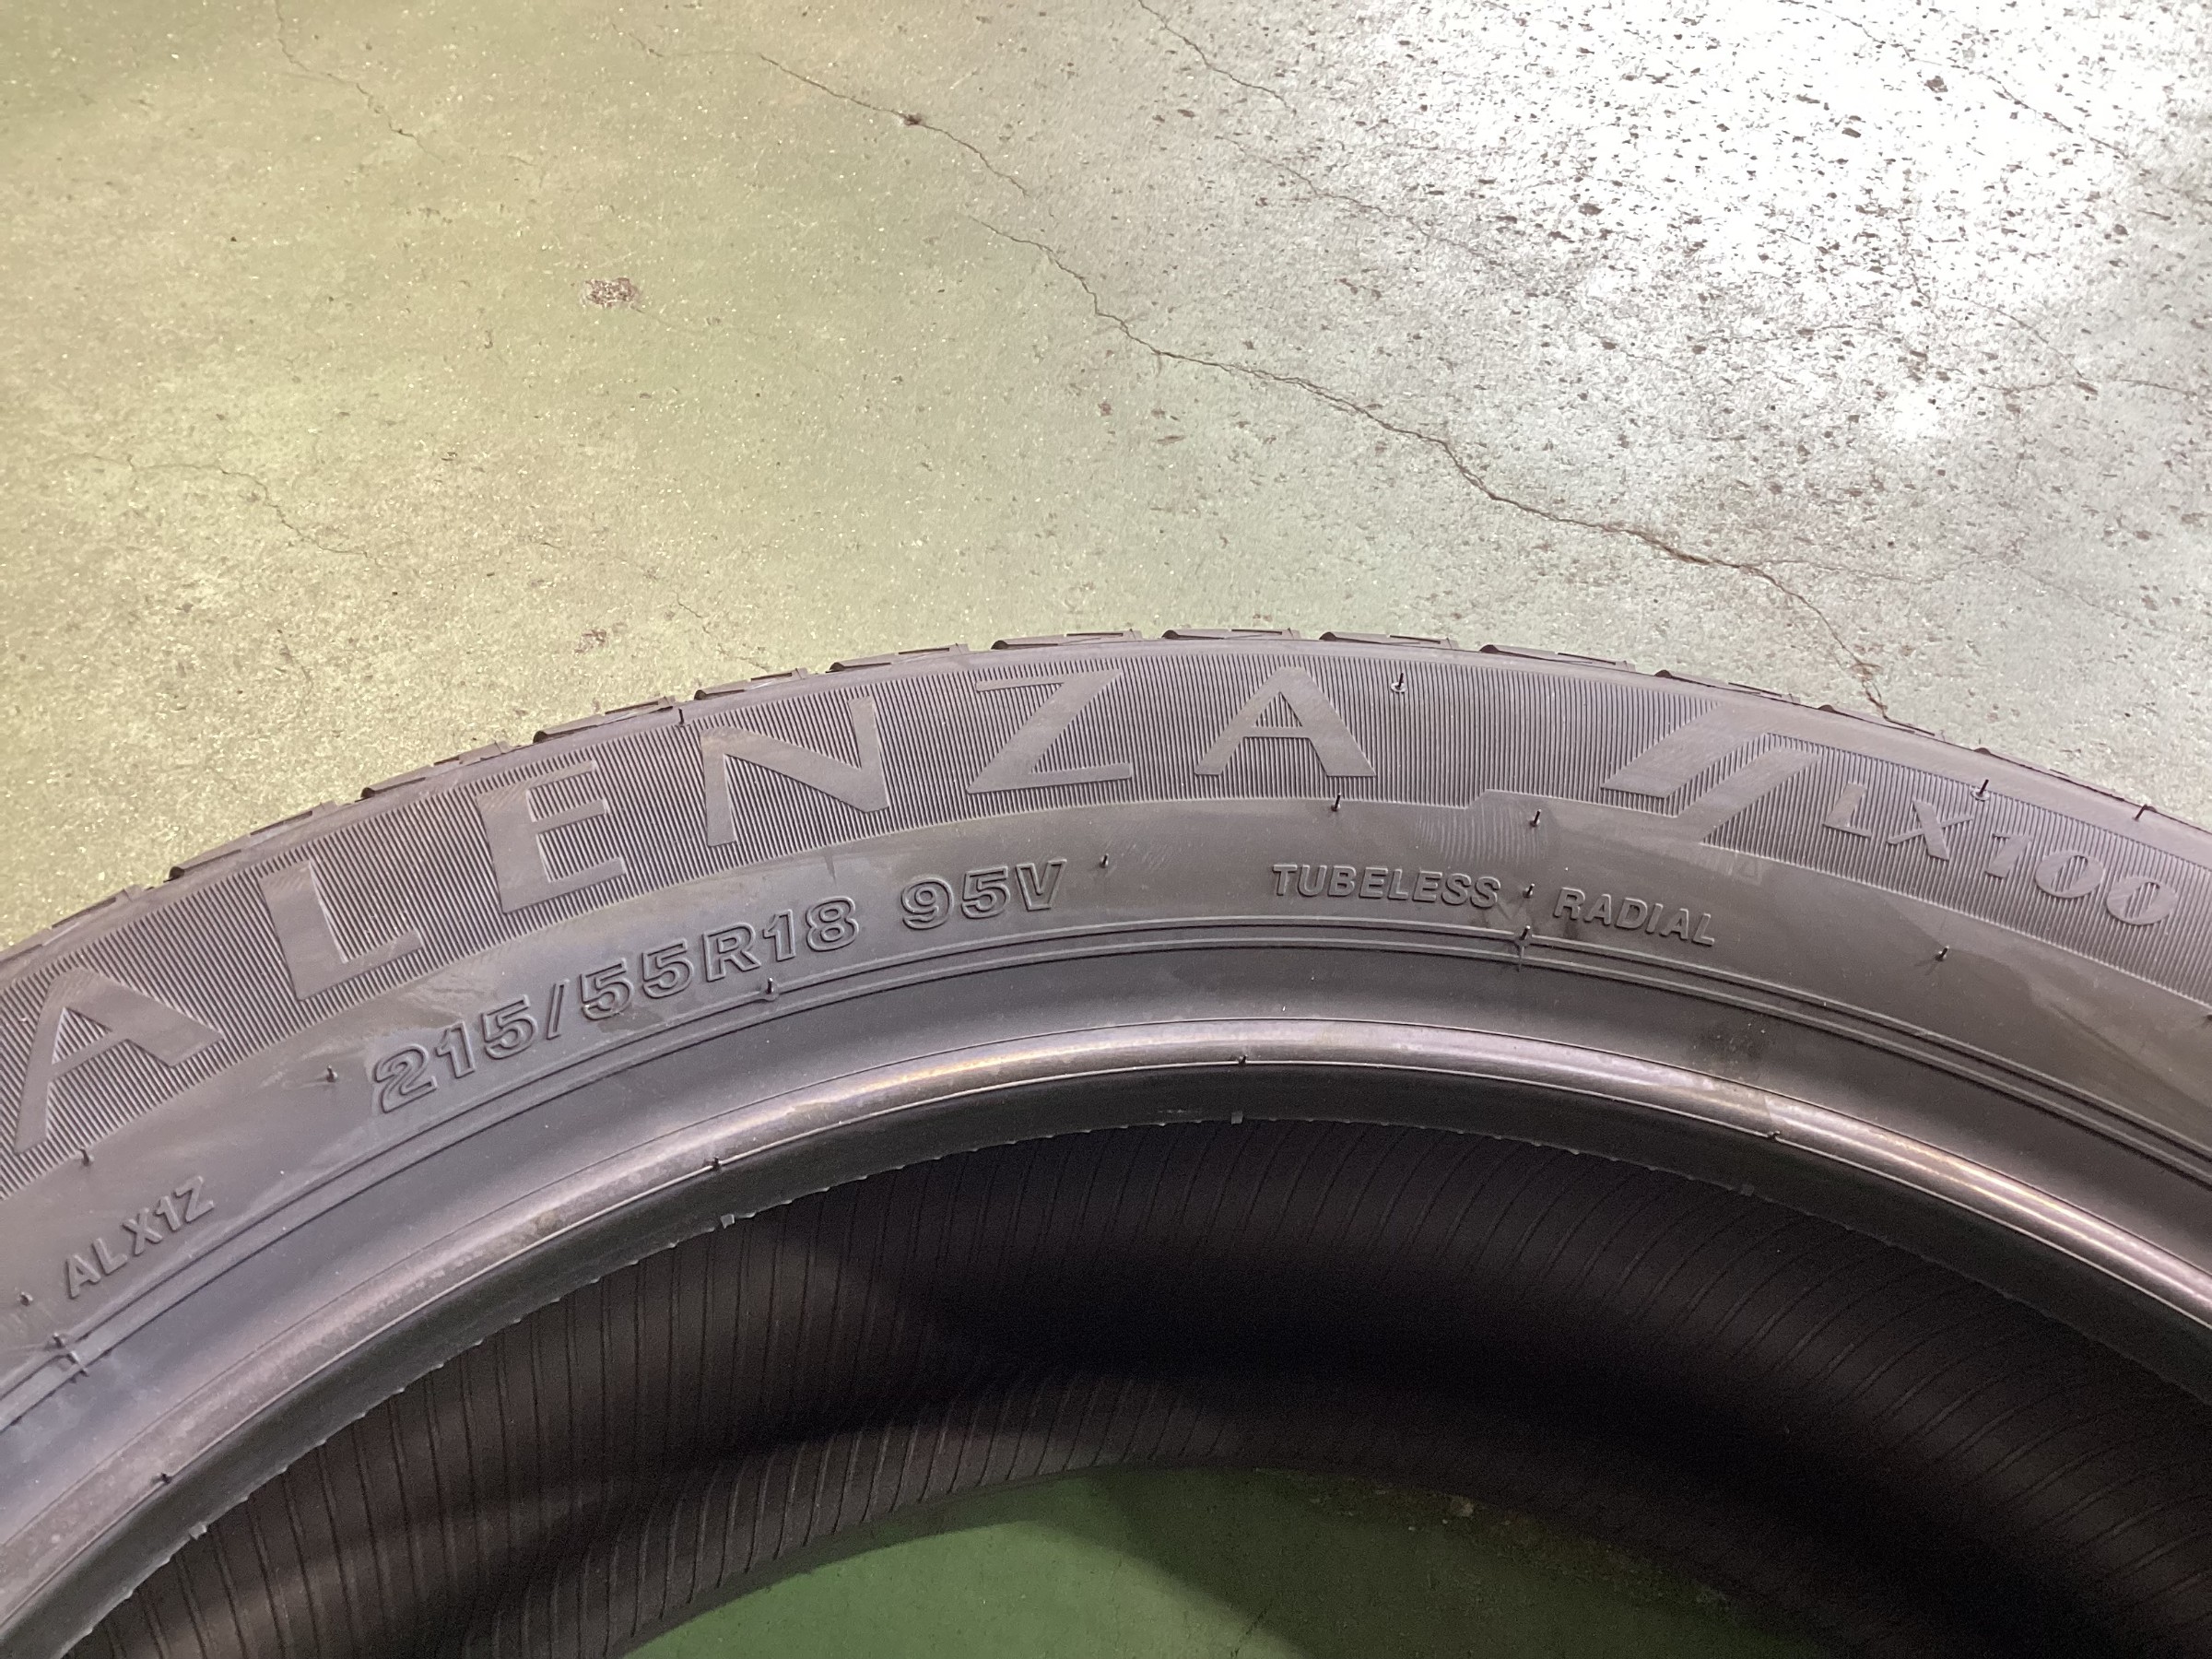 ALENZA LX100
215/55R18 95V TUBELESS RADIAL
ALX1Z